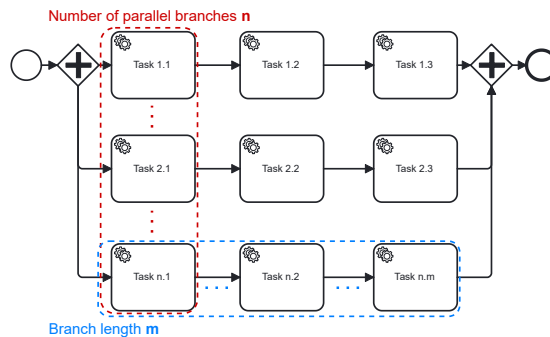 Number of parallel branches n
Task 1.1
Task 1.2
Task 1.3
Task 2.1
Task 2.2
Task 2.3
Task n.1
Task n.2
Task n.m
Branch length m